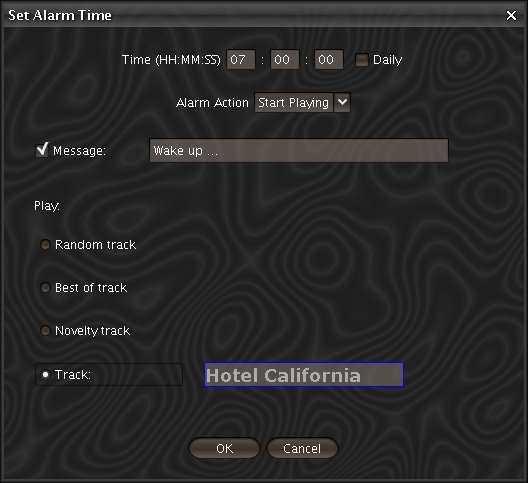 Set Alarm Time
Time (HH:MM:SS) 07 : 00 : 00 Daily
Alarm Action Start Playing
Message: Wake up ...
Play:
Random track
Best of track
Novelty track
Track: Hotel California
OK Cancel